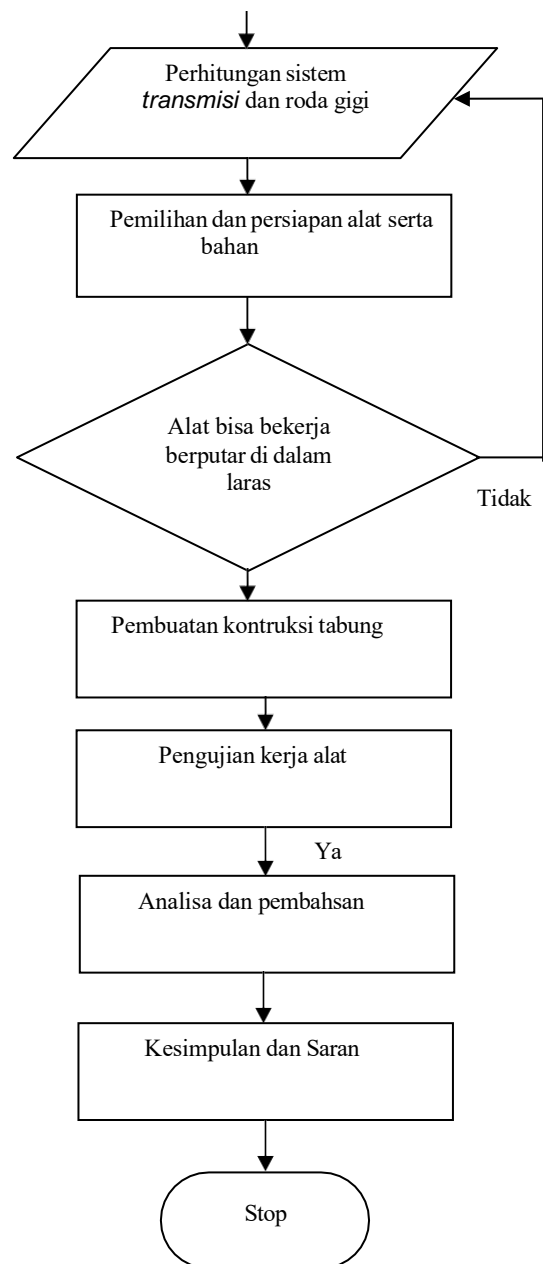 Perhitungan sistem
transmisi dan roda gigi
Pemilihan dan persiapan alat serta
bahan
Alat bisa bekerja
berputar di dalam
laras
Tidak
Pembuatan kontruksi tabung
Pengujian kerja alat
Ya
Analisa dan pembahsan
Kesimpulan dan Saran
Stop